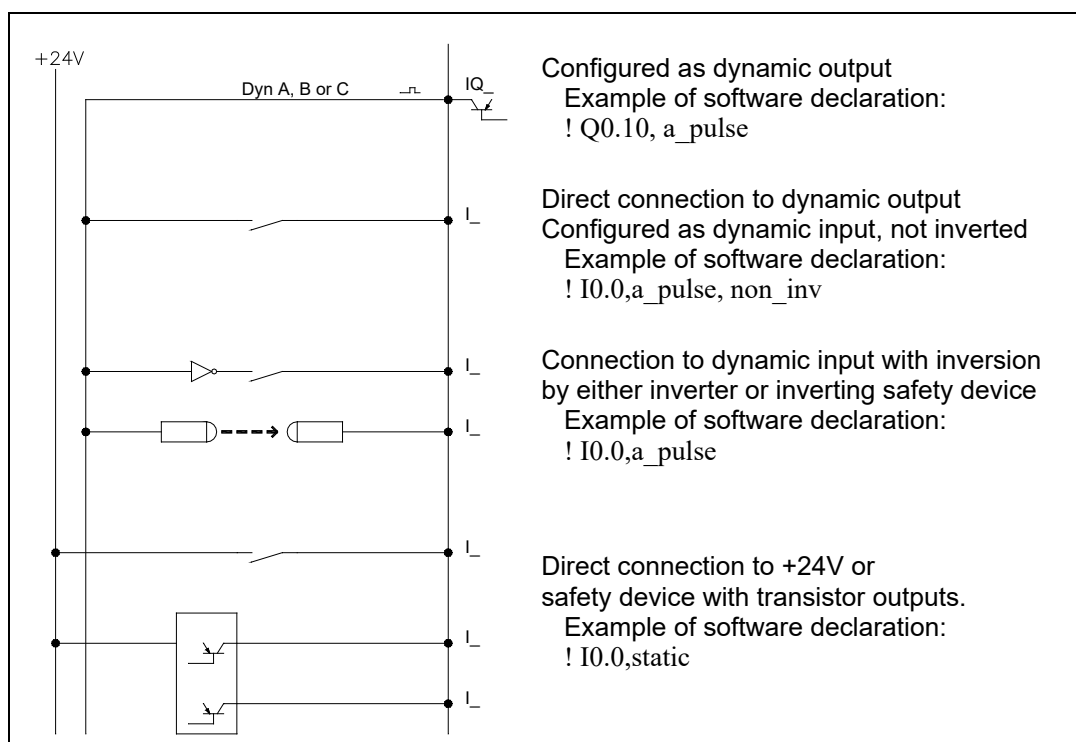 +24V
Dyn A, B or C
IQ_
Configured as dynamic output
Example of software declaration:
! Q0.10, a_pulse
I_
Direct connection to dynamic output
Configured as dynamic input, not inverted
Example of software declaration:
! I0.0,a_pulse, non_inv
I_
Connection to dynamic input with inversion
by either inverter or inverting safety device
I_
Example of software declaration:
! I0.0,a_pulse
I_
Direct connection to +24V or
safety device with transistor outputs.
I_
Example of software declaration:
! I0.0,static
I_